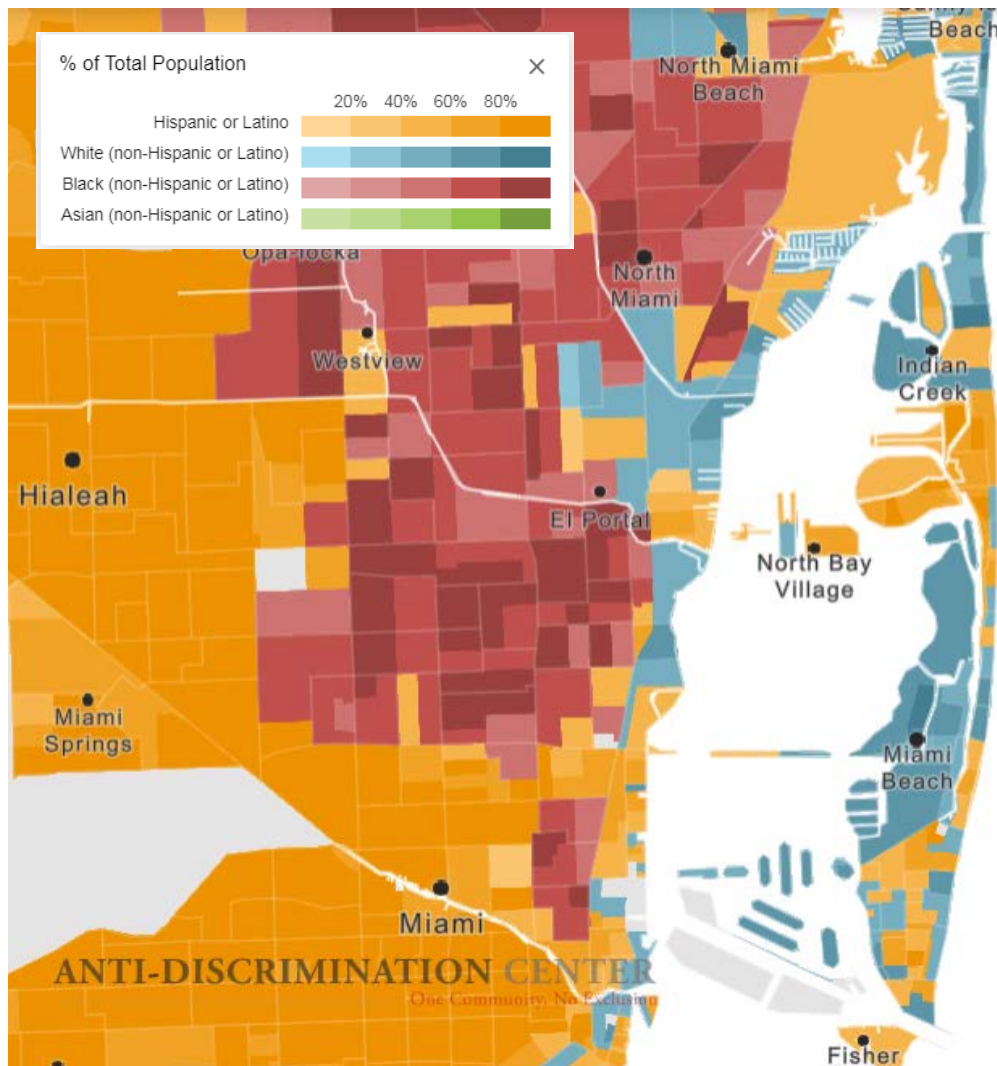 Sunny Isles
Beach
% of Total Population
North Miami
Beach
20% 40% 60% 80%
Hispanic or Latino
White (non-Hispanic or Latino)
Black (non-Hispanic or Latino)
Asian (non-Hispanic or Latino)
Opa-locka
North
Miami
Westview
Indian
Creek
Hialeah
El Portal
North Bay
Village
Miami
Springs
Miami
Beach
Miami
ANTI-DISCRIMINATION CENTER
One Community, No Exclusion
Fisher